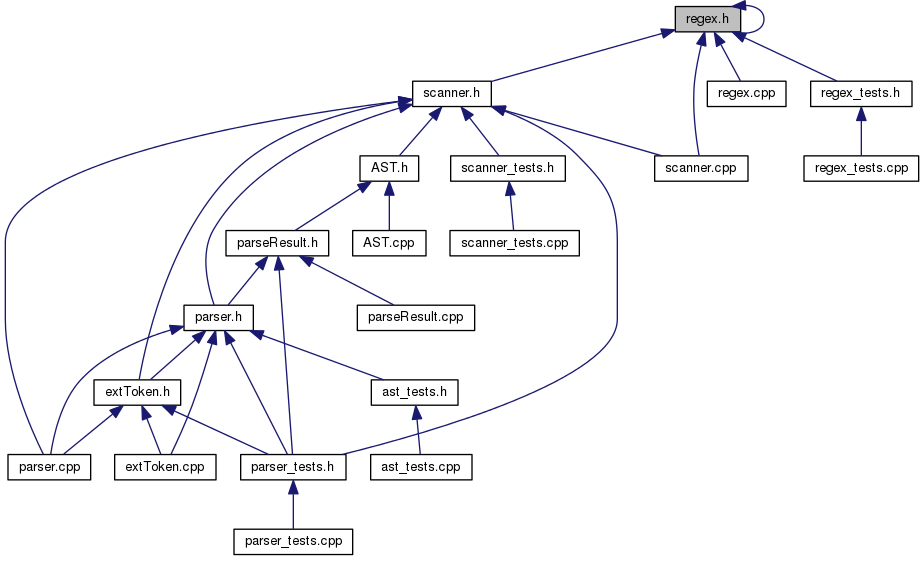 regex.h
scanner.h
regex.cpp
regex_tests.h
AST.h
scanner_tests.h
scanner.cpp
regex_tests.cpp
parseResult.h
AST.cpp
scanner_tests.cpp
parser.h
parseResult.cpp
extToken.h
ast_tests.h
parser.cpp
extToken.cpp
parser_tests.h
ast_tests.cpp
parser_tests.cpp